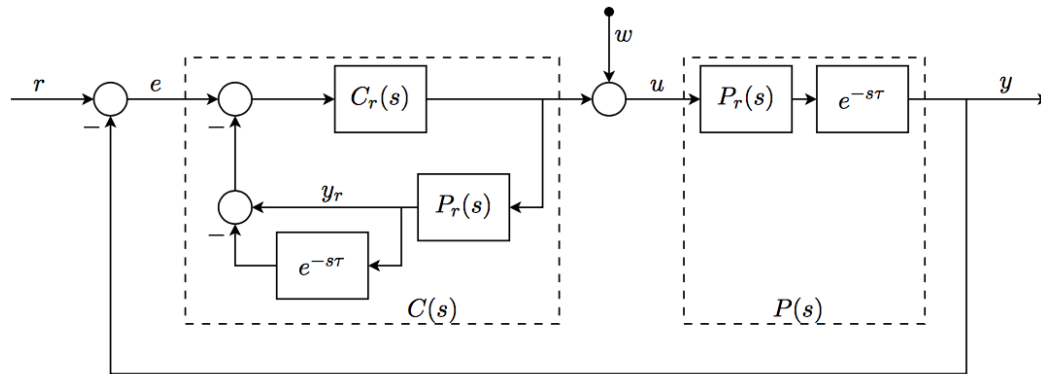 w
r
e
C_r(s)
u
P_r(s)
e^{-sτ}
y
−
−
y_r
P_r(s)
−
e^{-sτ}
C(s)
P(s)